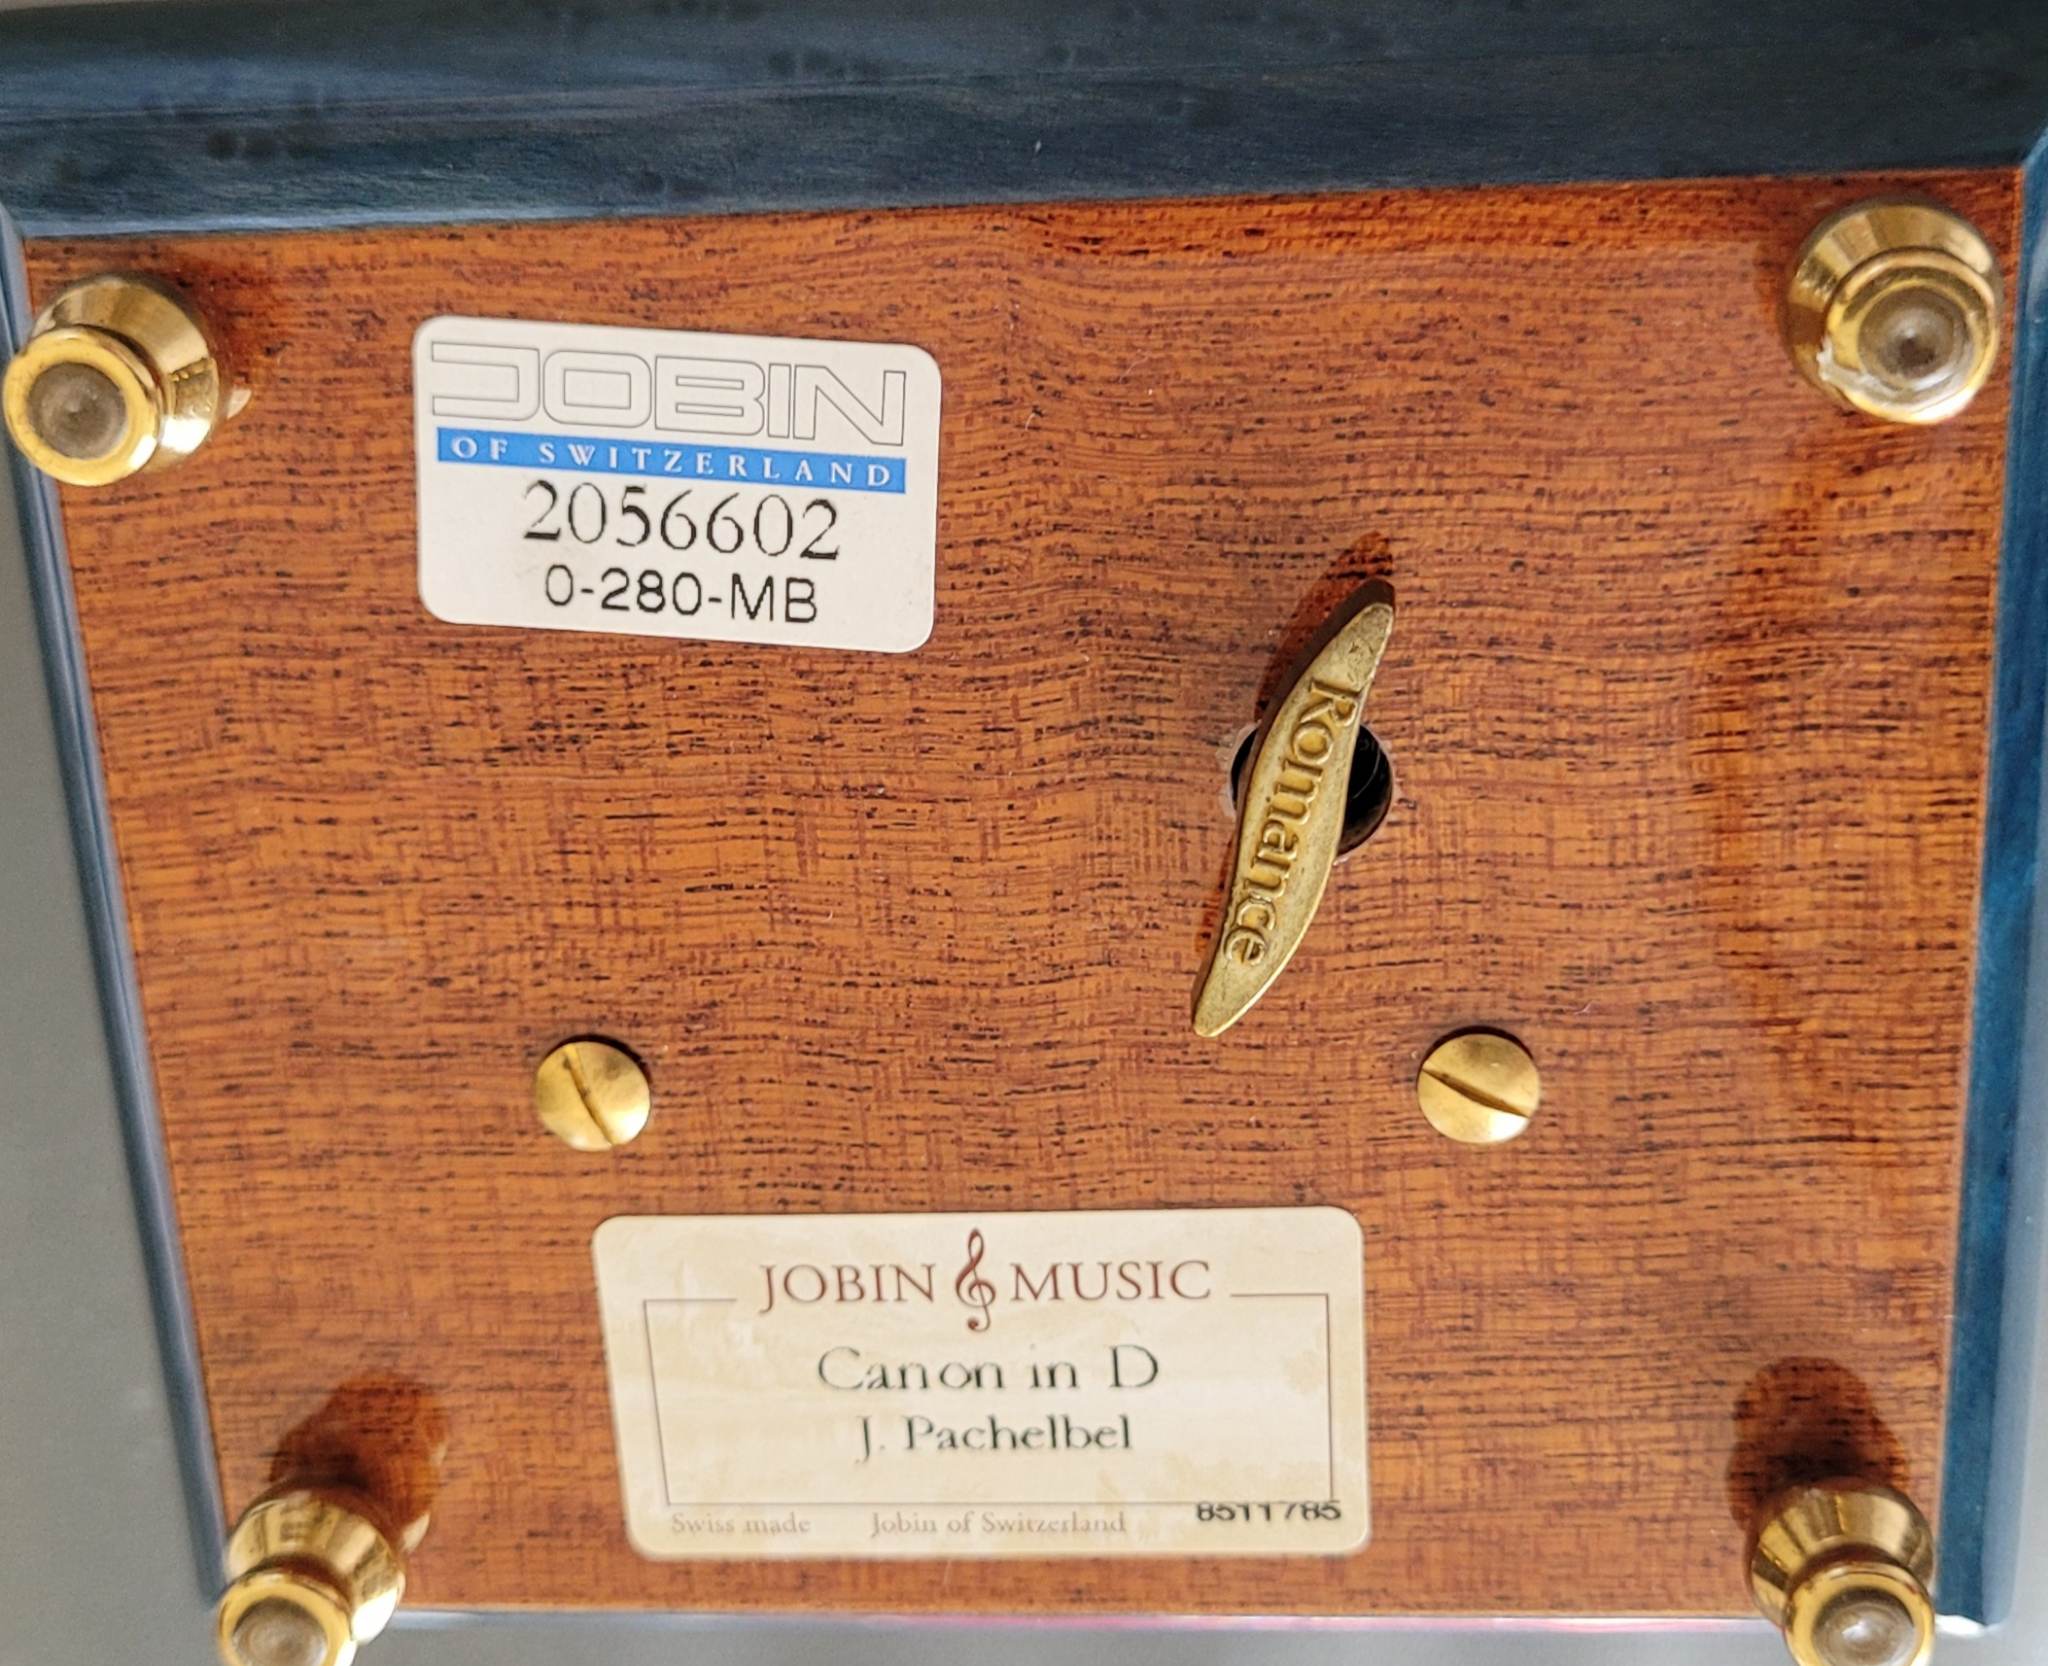 JOBIN
OF SWITZERLAND
2056602
0-280-MB
Romance
JOBIN MUSIC
Canon in D
J. Pachelbel
Swiss made Jobin of Switzerland 8511785